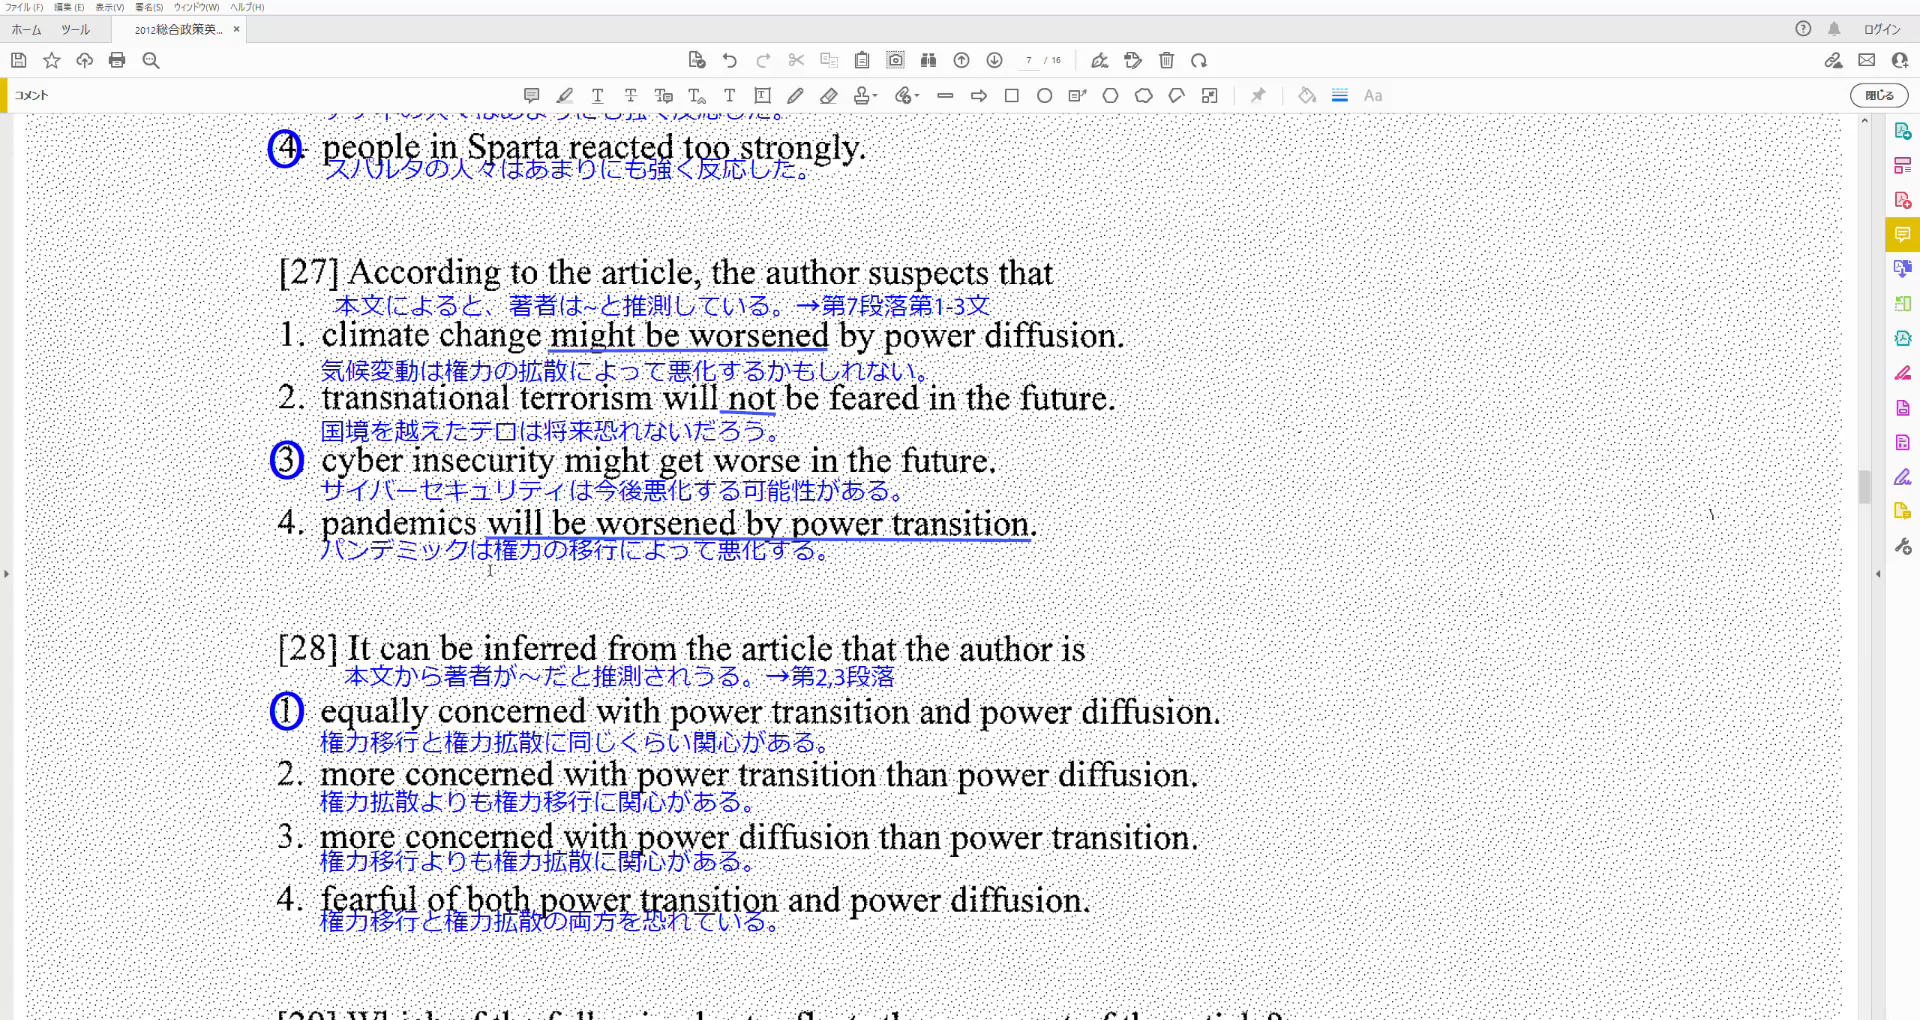 ファイル(F) 編集(E) 表示(V) 署名(S) ウィンドウ(W) ヘルプ(H)
ホーム ツール 2012総合政策英... × ログイン
7 / 16
コメント 閉じる
Aa
4. people in Sparta reacted too strongly.
スパルタの人々はあまりにも強く反応した。
[27] According to the article, the author suspects that
本文によると、著者は~と推測している。→第7段落第1-3文
1. climate change might be worsened by power diffusion.
気候変動は権力の拡散によって悪化するかもしれない。
2. transnational terrorism will not be feared in the future.
国境を越えたテロは将来恐れないだろう。
3. cyber insecurity might get worse in the future.
サイバーセキュリティは今後悪化する可能性がある。
4. pandemics will be worsened by power transition.
パンデミックは権力の移行によって悪化する。
[28] It can be inferred from the article that the author is
本文から著者が～だと推測されうる。→第2,3段落
1. equally concerned with power transition and power diffusion.
権力移行と権力拡散に同じくらい関心がある。
2. more concerned with power transition than power diffusion.
権力拡散よりも権力移行に関心がある。
3. more concerned with power diffusion than power transition.
権力移行よりも権力拡散に関心がある。
4. fearful of both power transition and power diffusion.
権力移行と権力拡散の両方を恐れている。